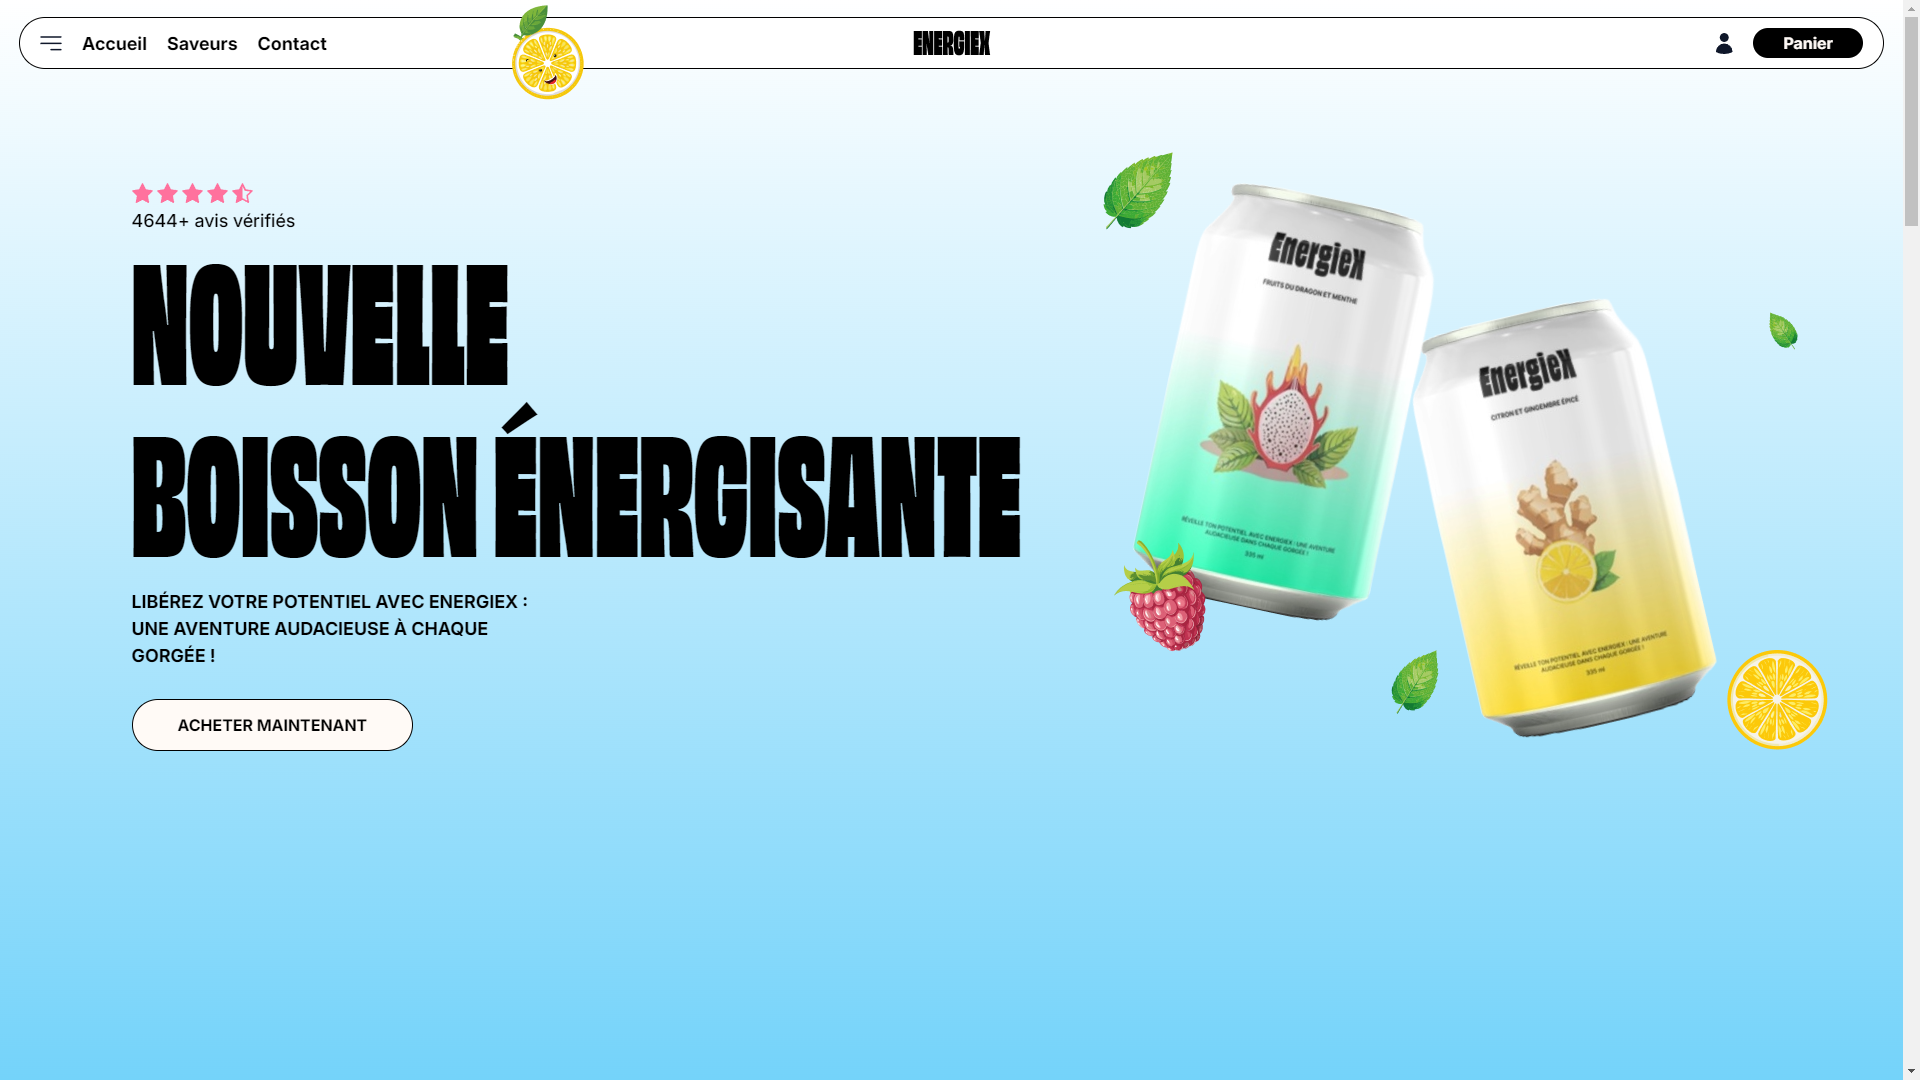 Accueil Saveurs Contact
ENERGIEX
Panier
4644+ avis vérifiés
NOUVELLE
BOISSON ÉNERGISANTE
LIBÉREZ VOTRE POTENTIEL AVEC ENERGIEX :
UNE AVENTURE AUDACIEUSE À CHAQUE
GORGÉE !
ACHETER MAINTENANT
EnergieX
FRUITS DU DRAGON ET MENTHE
RÉVEILLE TON POTENTIEL AVEC ENERGIEX : UNE AVENTURE
AUDACIEUSE DANS CHAQUE GORGÉE !
335 ml
EnergieX
CITRON ET GINGEMBRE ÉPICÉ
RÉVEILLE TON POTENTIEL AVEC ENERGIEX : UNE AVENTURE
AUDACIEUSE DANS CHAQUE GORGÉE !
335 ml